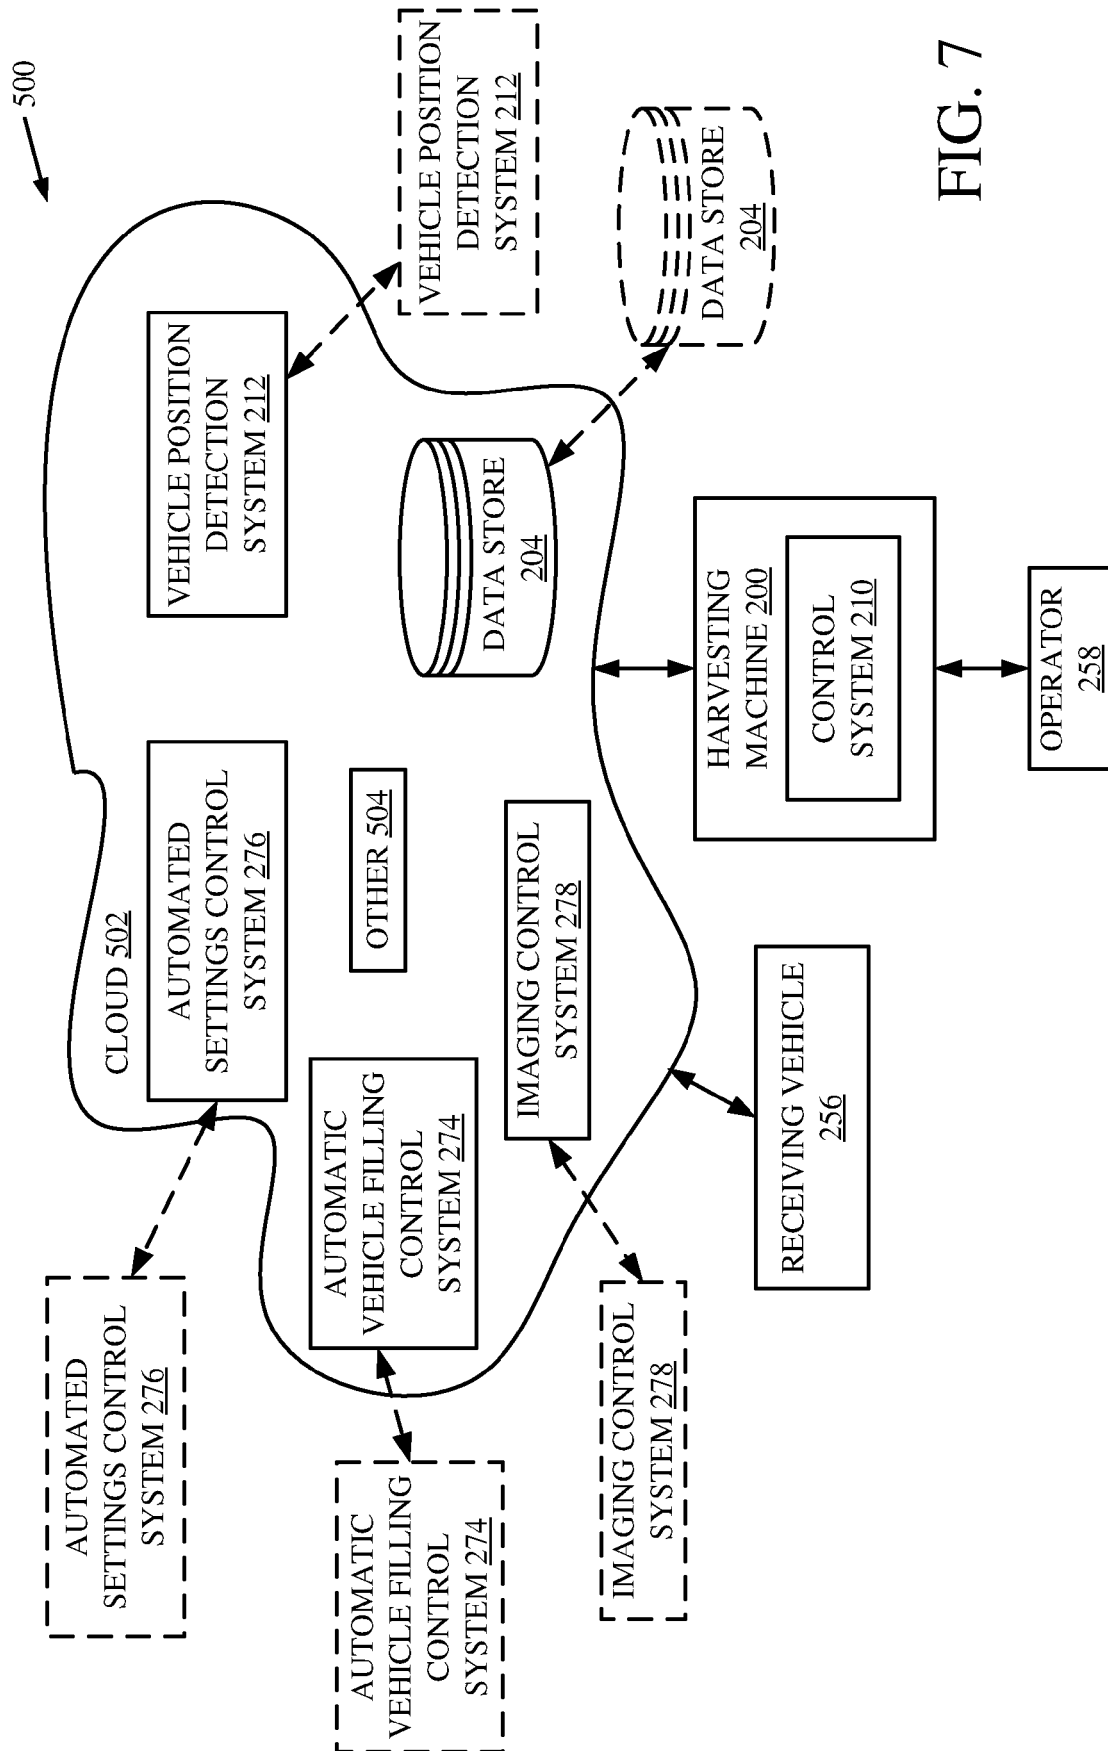 500
CLOUD 502
AUTOMATED
SETTINGS CONTROL
SYSTEM 276
AUTOMATED
SETTINGS CONTROL
SYSTEM 276
VEHICLE POSITION
DETECTION
SYSTEM 212
VEHICLE POSITION
DETECTION
SYSTEM 212
AUTOMATIC
VEHICLE FILLING
CONTROL
SYSTEM 274
AUTOMATIC
VEHICLE FILLING
CONTROL
SYSTEM 274
OTHER 504
DATA STORE
204
DATA STORE
204
IMAGING CONTROL
SYSTEM 278
IMAGING CONTROL
SYSTEM 278
RECEIVING VEHICLE
256
HARVESTING
MACHINE 200
CONTROL
SYSTEM 210
OPERATOR
258
FIG. 7